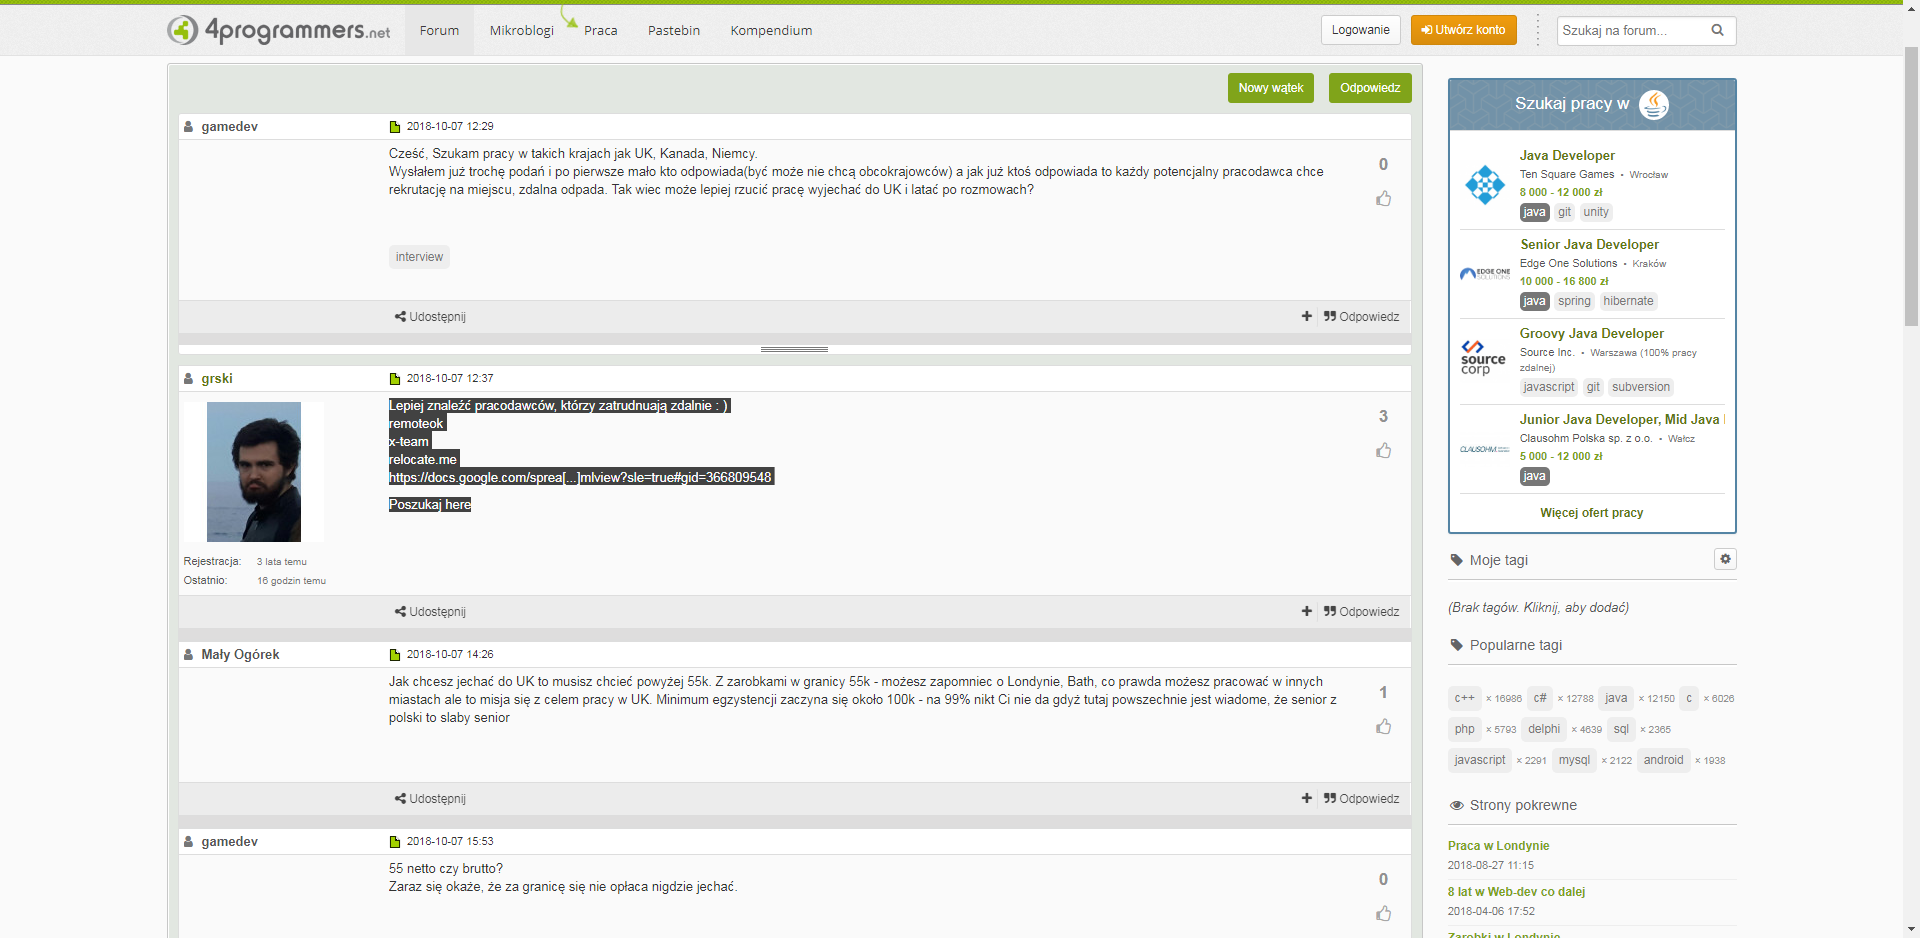 4programmers.net
Forum
Mikroblogi
Praca
Pastebin
Kompendium
Logowanie
Utwórz konto
Szukaj na forum...
Nowy wątek
Odpowiedz
gamedev
2018-10-07 12:29
Cześć, Szukam pracy w takich krajach jak UK, Kanada, Niemcy.
Wysłałem już trochę podań i po pierwsze mało kto odpowiada(być może nie chcą obcokrajowców) a jak już ktoś odpowiada to każdy potencjalny pracodawca chce
rekrutację na miejscu, zdalna odpada. Tak wiec może lepiej rzucić pracę wyjechać do UK i latać po rozmowach?
0
interview
Udostępnij
Odpowiedz
grski
2018-10-07 12:37
Lepiej znaleźć pracodawców, którzy zatrudnuają zdalnie : )
remoteok
x-team
relocate.me
https://docs.google.com/sprea[...]mlview?sle=true#gid=366809548
Poszukaj here
3
Rejestracja: 3 lata temu
Ostatnio: 16 godzin temu
Udostępnij
Odpowiedz
Mały Ogórek
2018-10-07 14:26
Jak chcesz jechać do UK to musisz chcieć powyżej 55k. Z zarobkami w granicy 55k - możesz zapomniec o Londynie, Bath, co prawda możesz pracować w innych
miastach ale to misja się z celem pracy w UK. Minimum egzystencji zaczyna się około 100k - na 99% nikt Ci nie da gdyż tutaj powszechnie jest wiadome, że senior z
polski to slaby senior
1
Udostępnij
Odpowiedz
gamedev
2018-10-07 15:53
55 netto czy brutto?
Zaraz się okaże, że za granicę się nie opłaca nigdzie jechać.
0
Szukaj pracy w
Java Developer
Ten Square Games • Wrocław
8 000 - 12 000 zł
java git unity
EDGE ONE
SOLUTIONS
Senior Java Developer
Edge One Solutions • Kraków
10 000 - 16 800 zł
java spring hibernate
source
corp
Groovy Java Developer
Source Inc. • Warszawa (100% pracy
zdalnej)
javascript git subversion
CLAUSOHM
Junior Java Developer, Mid Java
Clausohm Polska sp. z o.o. • Wałcz
5 000 - 12 000 zł
java
Więcej ofert pracy
Moje tagi
(Brak tagów. Kliknij, aby dodać)
Popularne tagi
c++ × 16986 c# × 12788 java × 12150 c × 6026
php × 5793 delphi × 4639 sql × 2365
javascript × 2291 mysql × 2122 android × 1938
Strony pokrewne
Praca w Londynie
2018-08-27 11:15
8 lat w Web-dev co dalej
2018-04-06 17:52
Zarobki w Londynie